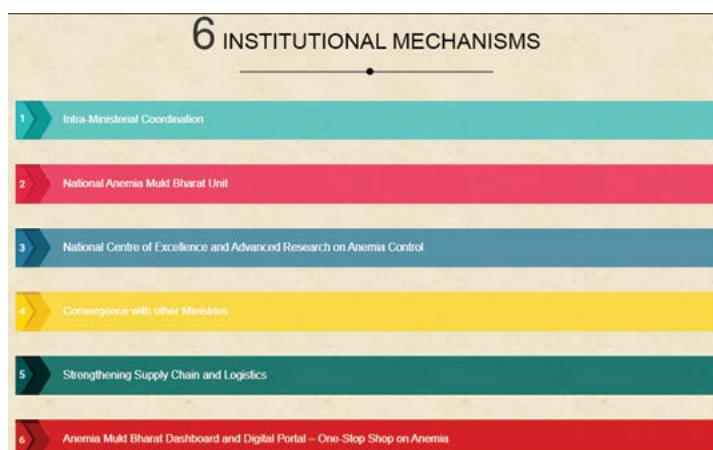 6 INSTITUTIONAL MECHANISMS
1 Intra-Ministerial Coordination
2 National Anemia Mukt Bharat Unit
3 National Centre of Excellence and Advanced Research on Anemia Control
4 Convergence with other Ministries
5 Strengthening Supply Chain and Logistics
6 Anemia Mukt Bharat Dashboard and Digital Portal – One-Stop Shop on Anemia